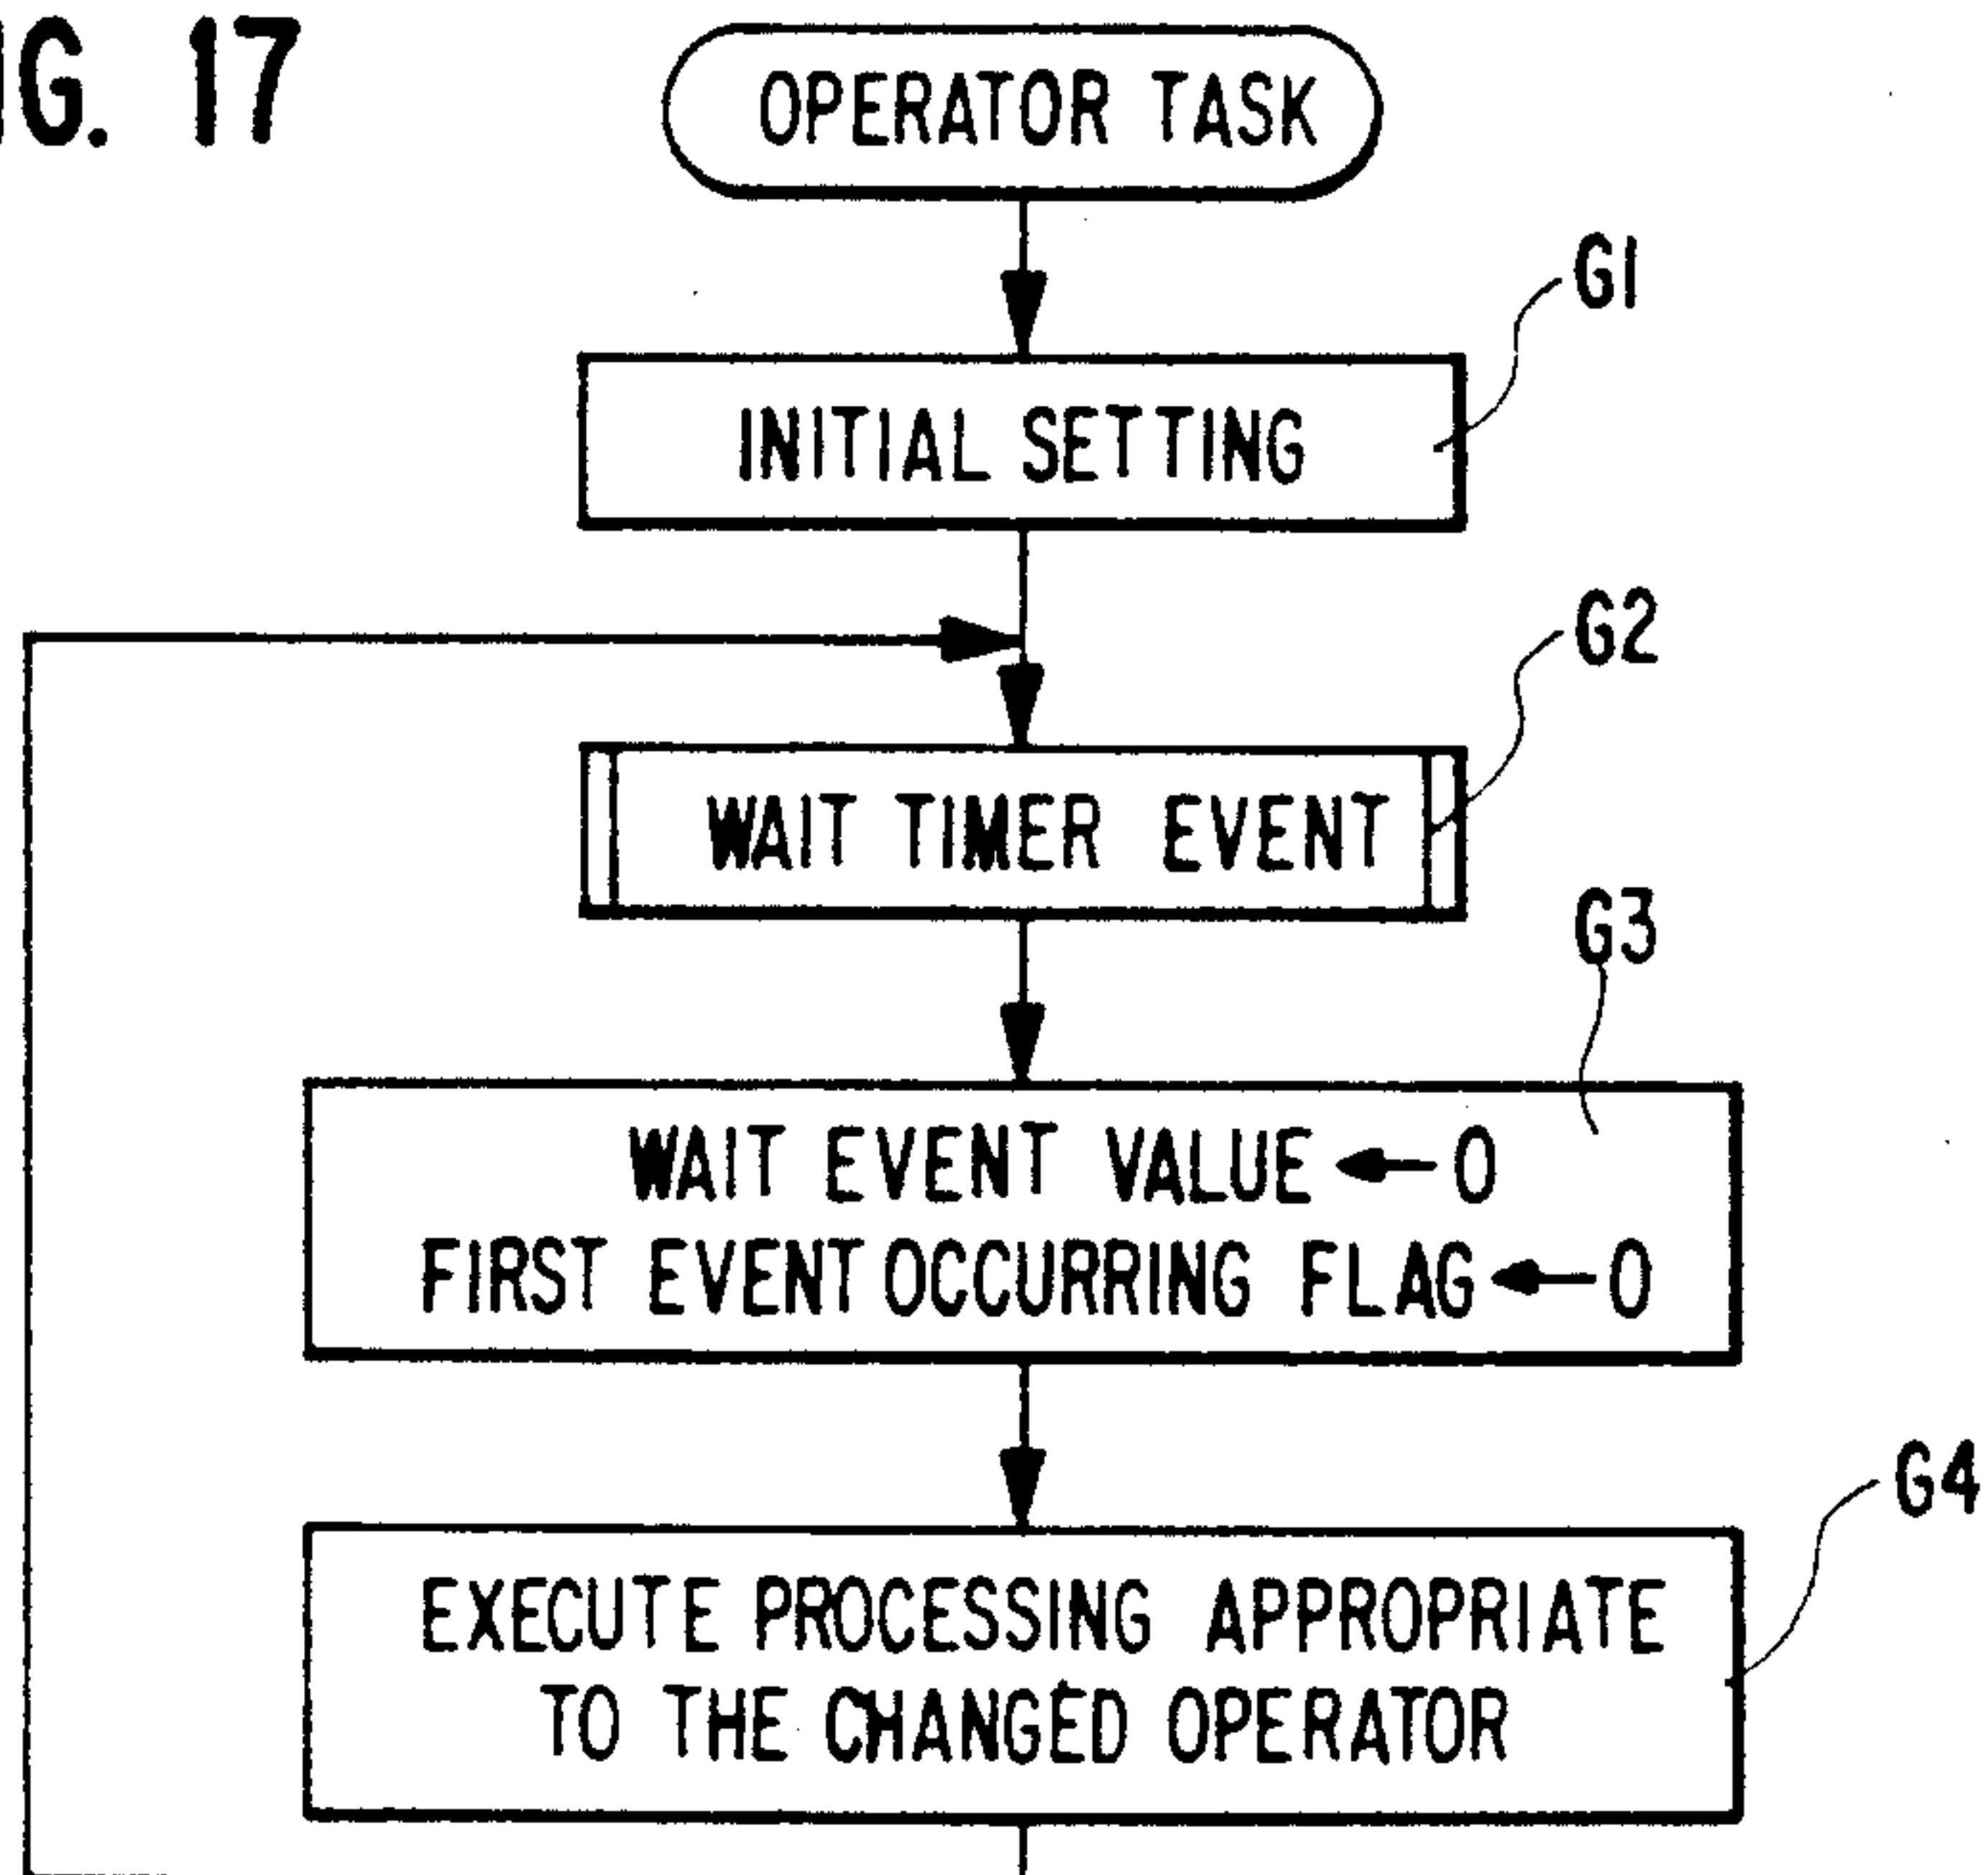 G. 17
OPERATOR TASK
G1
INITIAL SETTING
G2
WAIT TIMER EVENT
G3
WAIT EVENT VALUE ← 0
FIRST EVENT OCCURRING FLAG ← 0
G4
EXECUTE PROCESSING APPROPRIATE
TO THE CHANGED OPERATOR